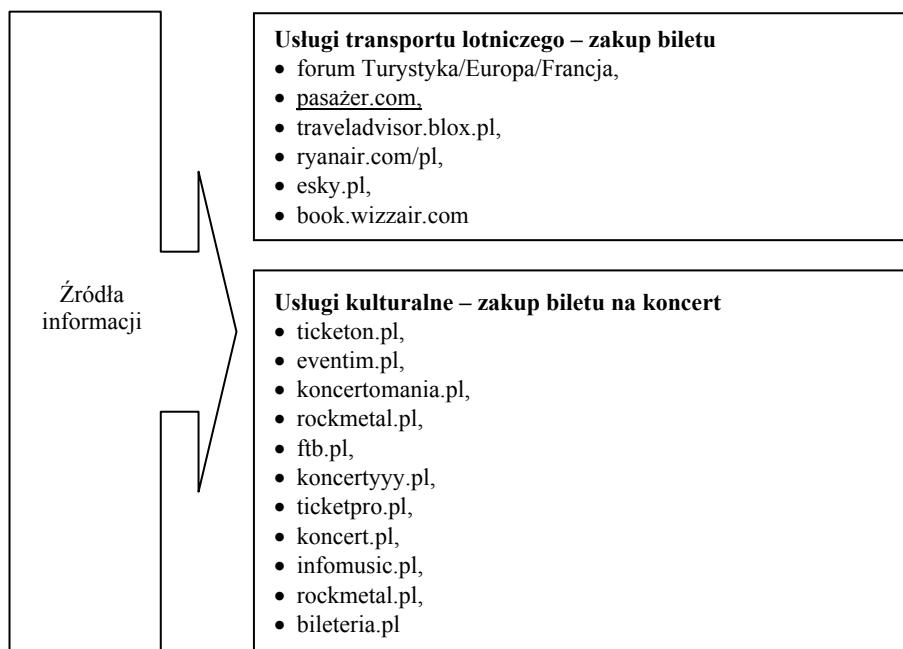 Źródła
informacji
Usługi transportu lotniczego – zakup biletu
• forum Turystyka/Europa/Francja,
• pasażer.com,
• traveladvisor.blox.pl,
• ryanair.com/pl,
• esky.pl,
• book.wizzair.com
Usługi kulturalne – zakup biletu na koncert
• ticketon.pl,
• eventim.pl,
• koncertomania.pl,
• rockmetal.pl,
• ftb.pl,
• koncertyyy.pl,
• ticketpro.pl,
• koncert.pl,
• infomusic.pl,
• rockmetal.pl,
• bileteria.pl